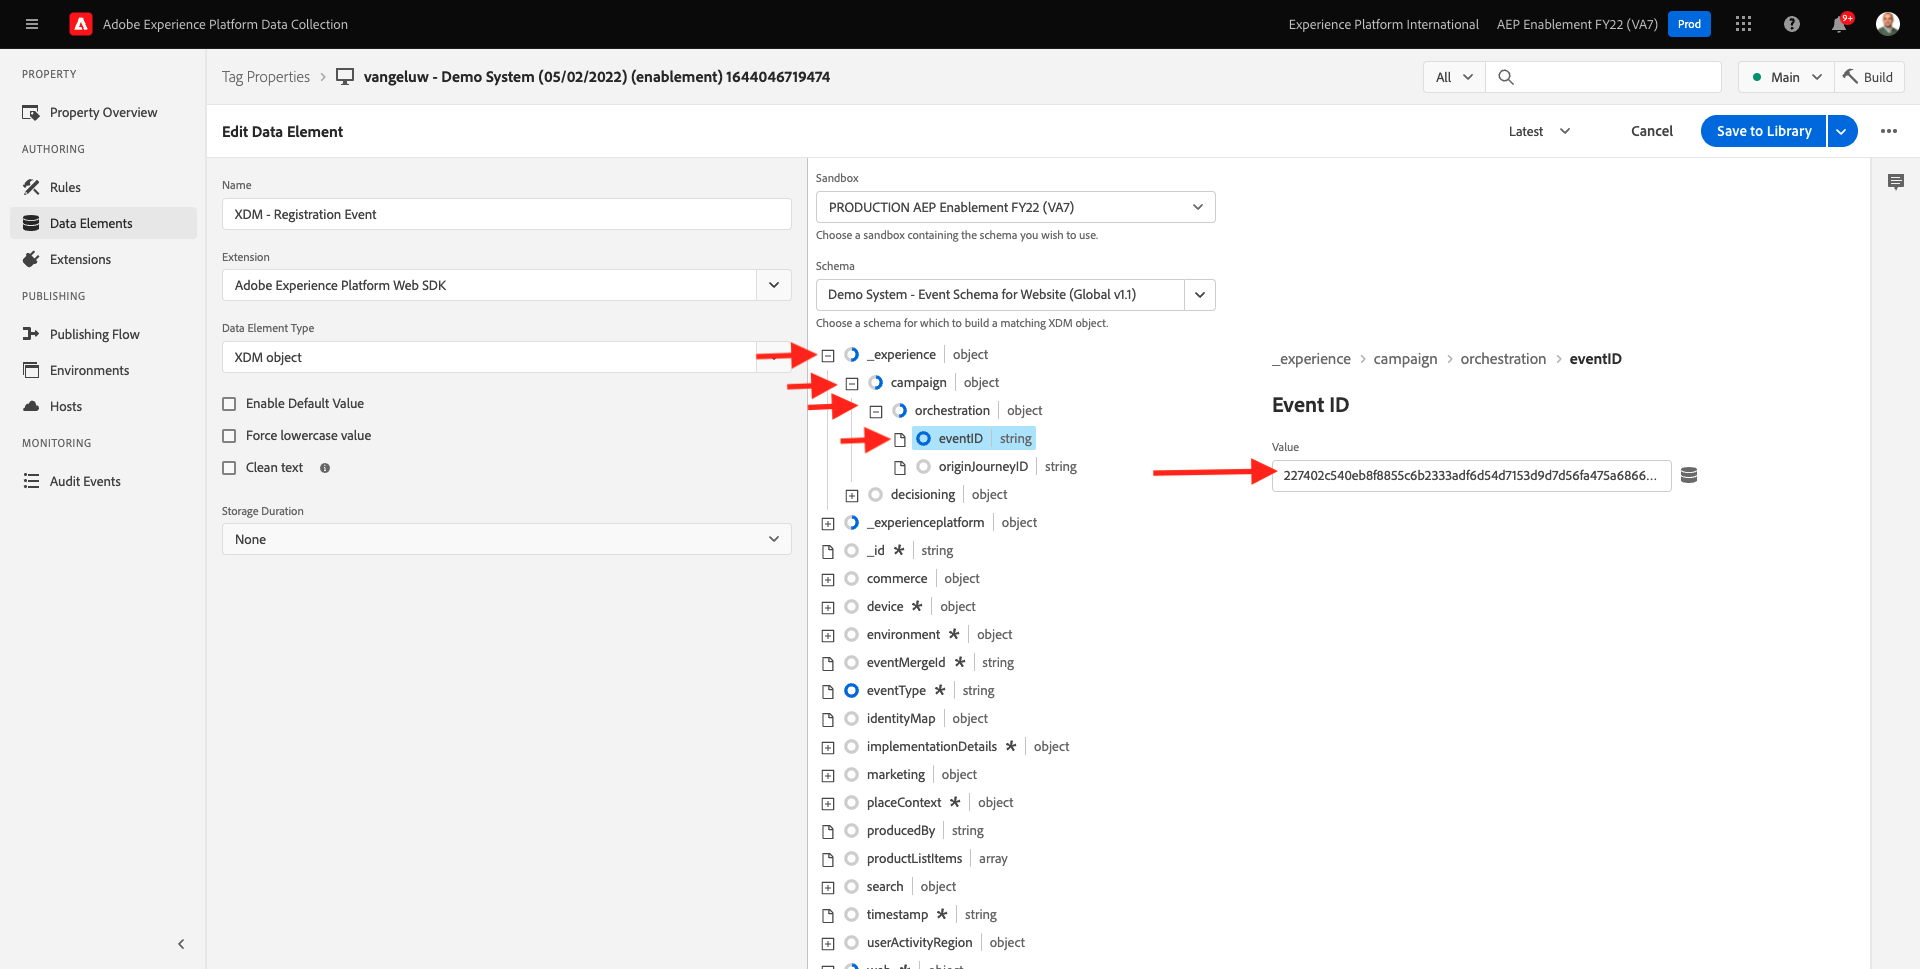 Adobe Experience Platform Data Collection
Experience Platform International
AEP Enablement FY22 (VA7)
Prod
9+
PROPERTY
Property Overview
AUTHORING
Rules
Data Elements
Extensions
PUBLISHING
Publishing Flow
Environments
Hosts
MONITORING
Audit Events
Tag Properties > vangeluw - Demo System (05/02/2022) (enablement) 1644046719474
All
Main
Build
Edit Data Element
Latest
Cancel
Save to Library
Name
XDM - Registration Event
Extension
Adobe Experience Platform Web SDK
Data Element Type
XDM object
Enable Default Value
Force lowercase value
Clean text
Storage Duration
None
Sandbox
PRODUCTION AEP Enablement FY22 (VA7)
Choose a sandbox containing the schema you wish to use.
Schema
Demo System - Event Schema for Website (Global v1.1)
Choose a schema for which to build a matching XDM object.
_experience object
campaign object
orchestration object
eventID string
originJourneyID string
decisioning object
_experienceplatform object
_id * string
commerce object
device * object
environment * object
eventMergeId * string
eventType * string
identityMap object
implementationDetails * object
marketing object
placeContext * object
producedBy string
productListItems array
search object
timestamp * string
userActivityRegion object
web * object
_experience > campaign > orchestration > eventID
Event ID
Value
227402c540eb8f8855c6b2333adf6d54d7153d9d7d56fa475a6866...